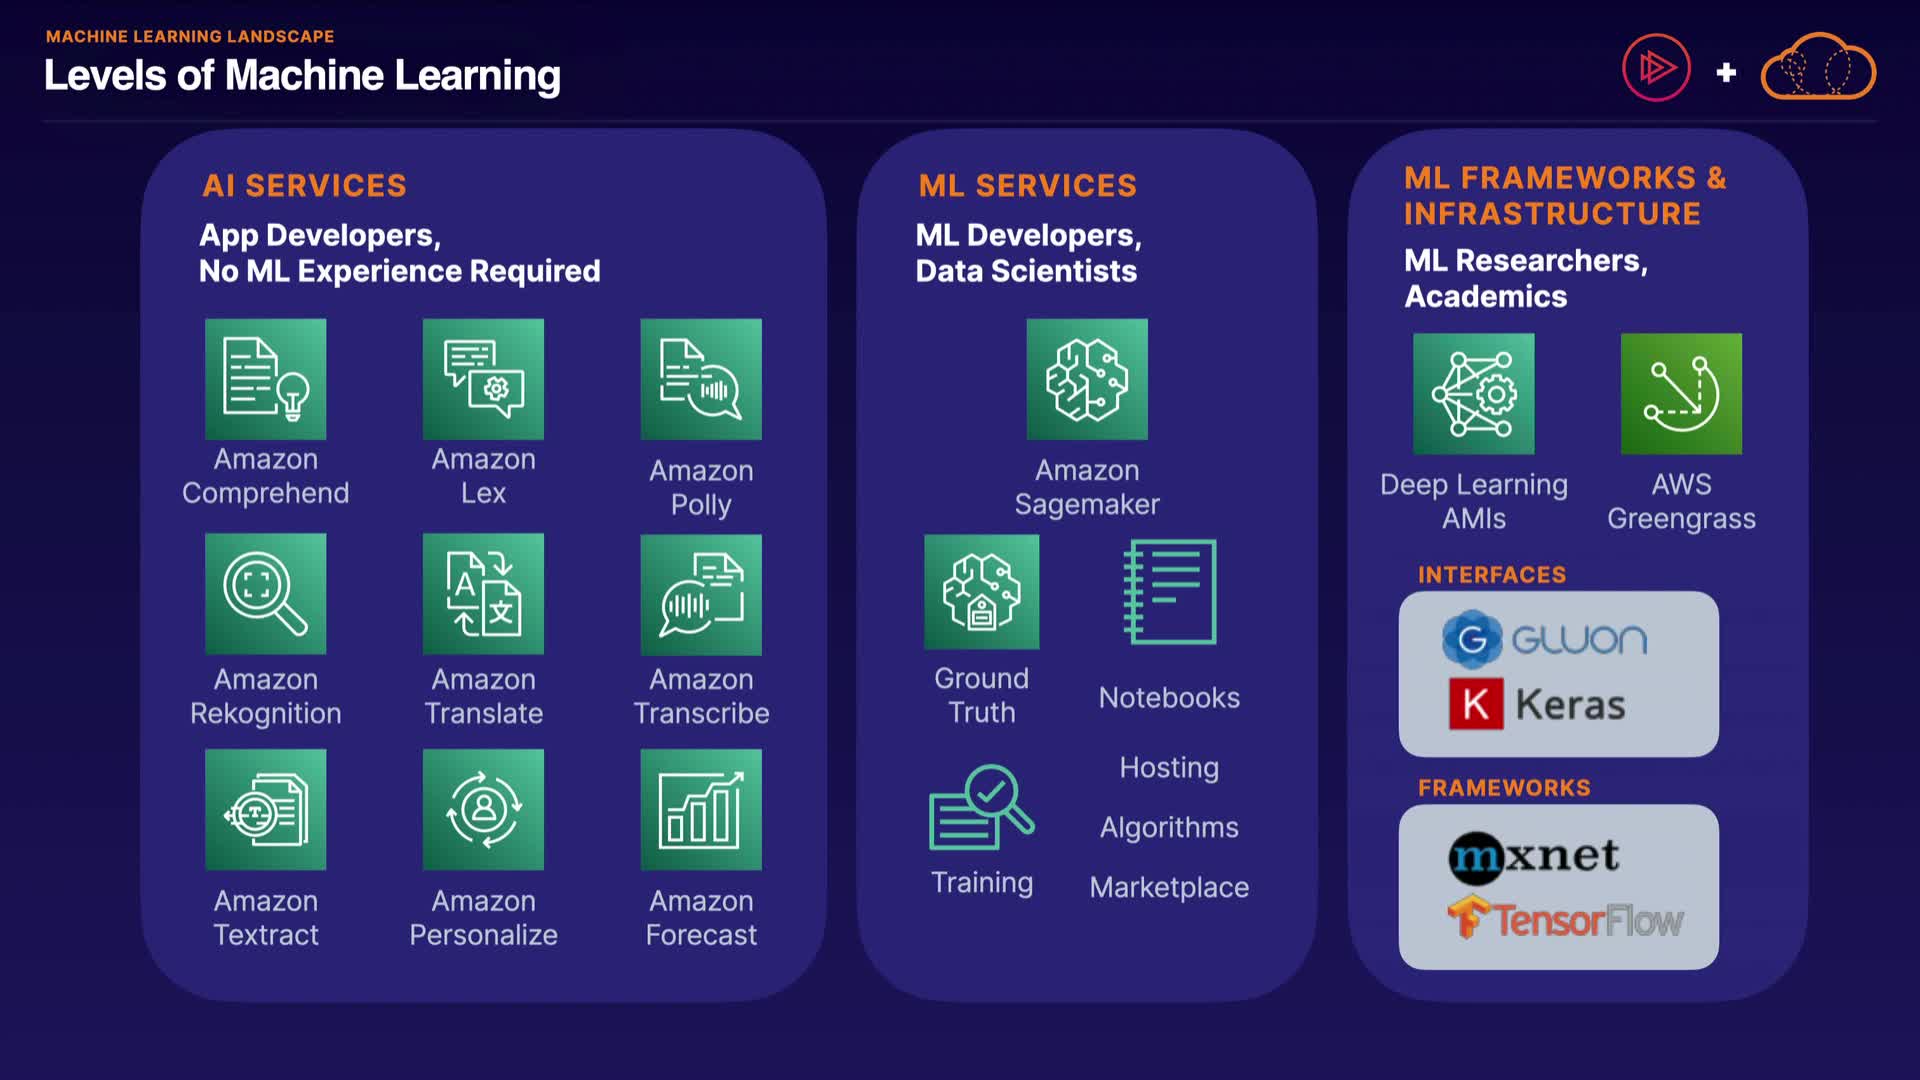 MACHINE LEARNING LANDSCAPE
Levels of Machine Learning
AI SERVICES
App Developers,
No ML Experience Required
Amazon
Comprehend
Amazon
Lex
Amazon
Polly
Amazon
Rekognition
A
文
Amazon
Translate
Amazon
Transcribe
T
Amazon
Textract
Amazon
Personalize
Amazon
Forecast
ML SERVICES
ML Developers,
Data Scientists
Amazon
Sagemaker
Ground
Truth
Notebooks
Training
Hosting
Algorithms
Marketplace
ML FRAMEWORKS &
INFRASTRUCTURE
ML Researchers,
Academics
Deep Learning
AMIs
AWS
Greengrass
INTERFACES
G GLUON
K Keras
FRAMEWORKS
mxnet
TensorFlow